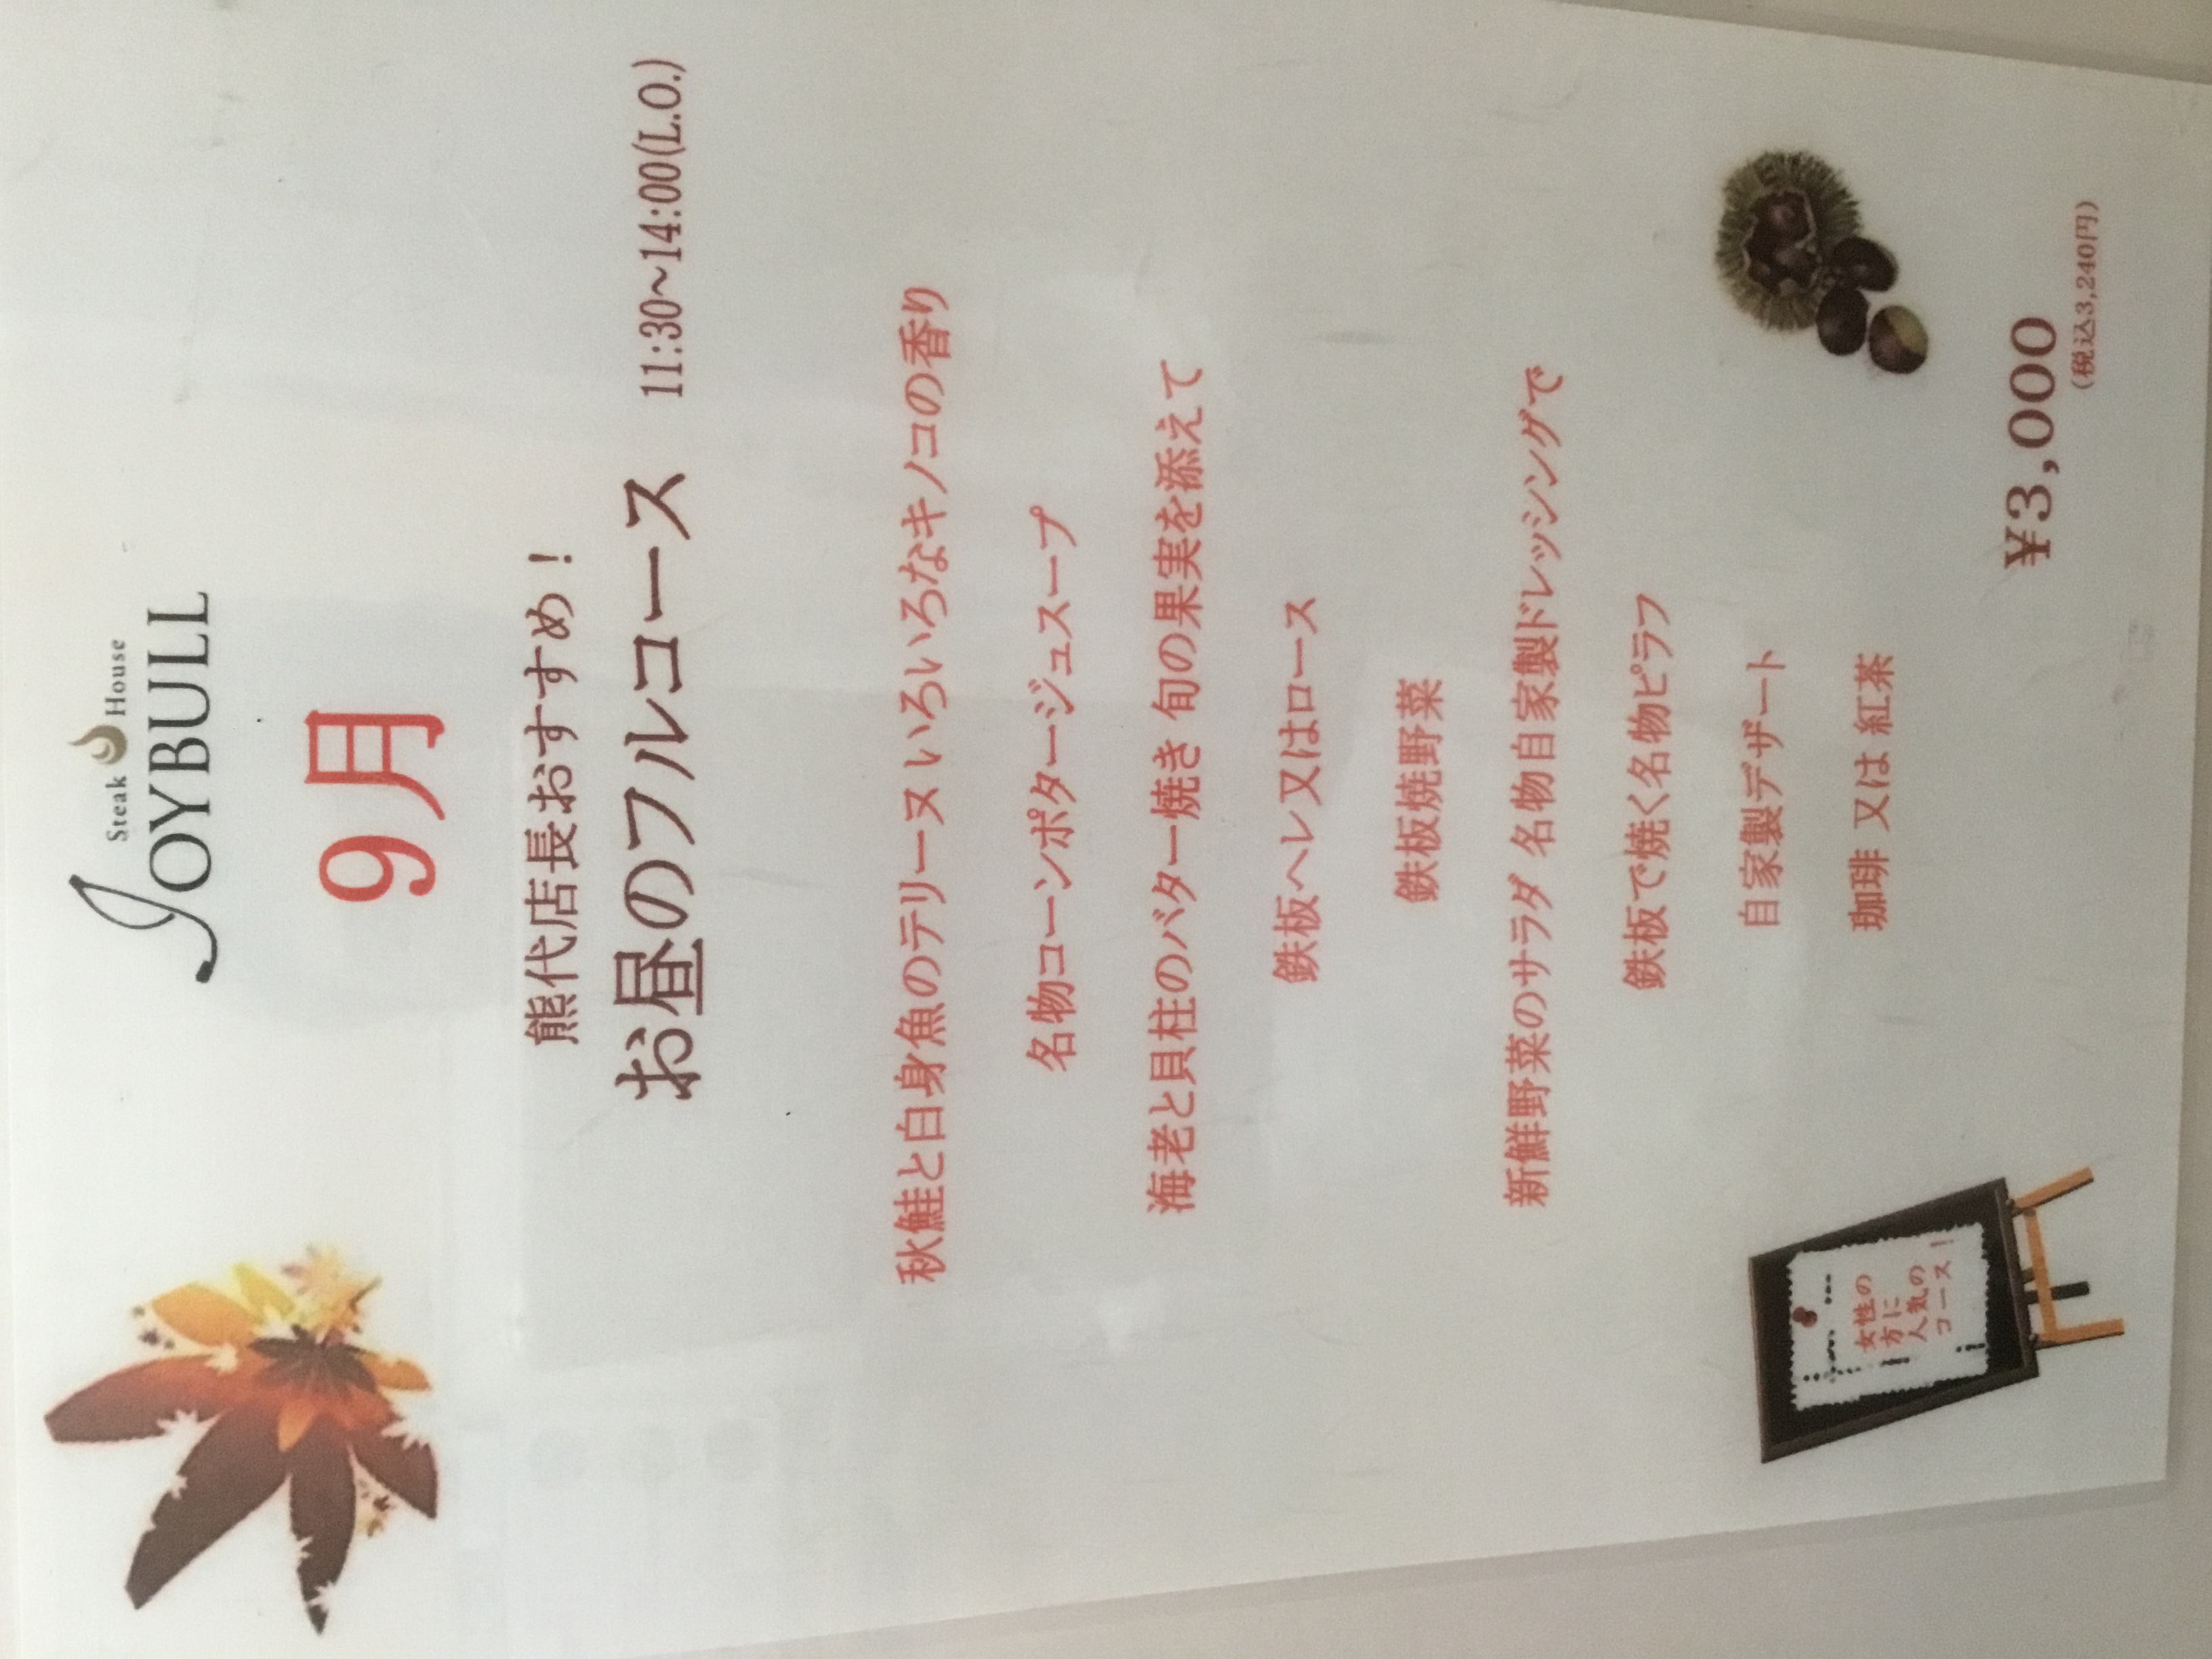 Steak House
JOYBULL
9月
熊代店長おすすめ！
お昼のフルコース 11:30~14:00(L.O.)
秋鮭と白身魚のテリーヌ いろいろなキノコの香り
名物コーンポタージュスープ
海老と貝柱のバター焼き 旬の果実を添えて
鉄板ヘレ又はロース
鉄板焼野菜
新鮮野菜のサラダ 名物自家製ドレッシングで
鉄板で焼く名物ピラフ
自家製デザート
珈琲 又は 紅茶
女性の
方に
人気の
コース！
¥3,000
(税込3,240円)